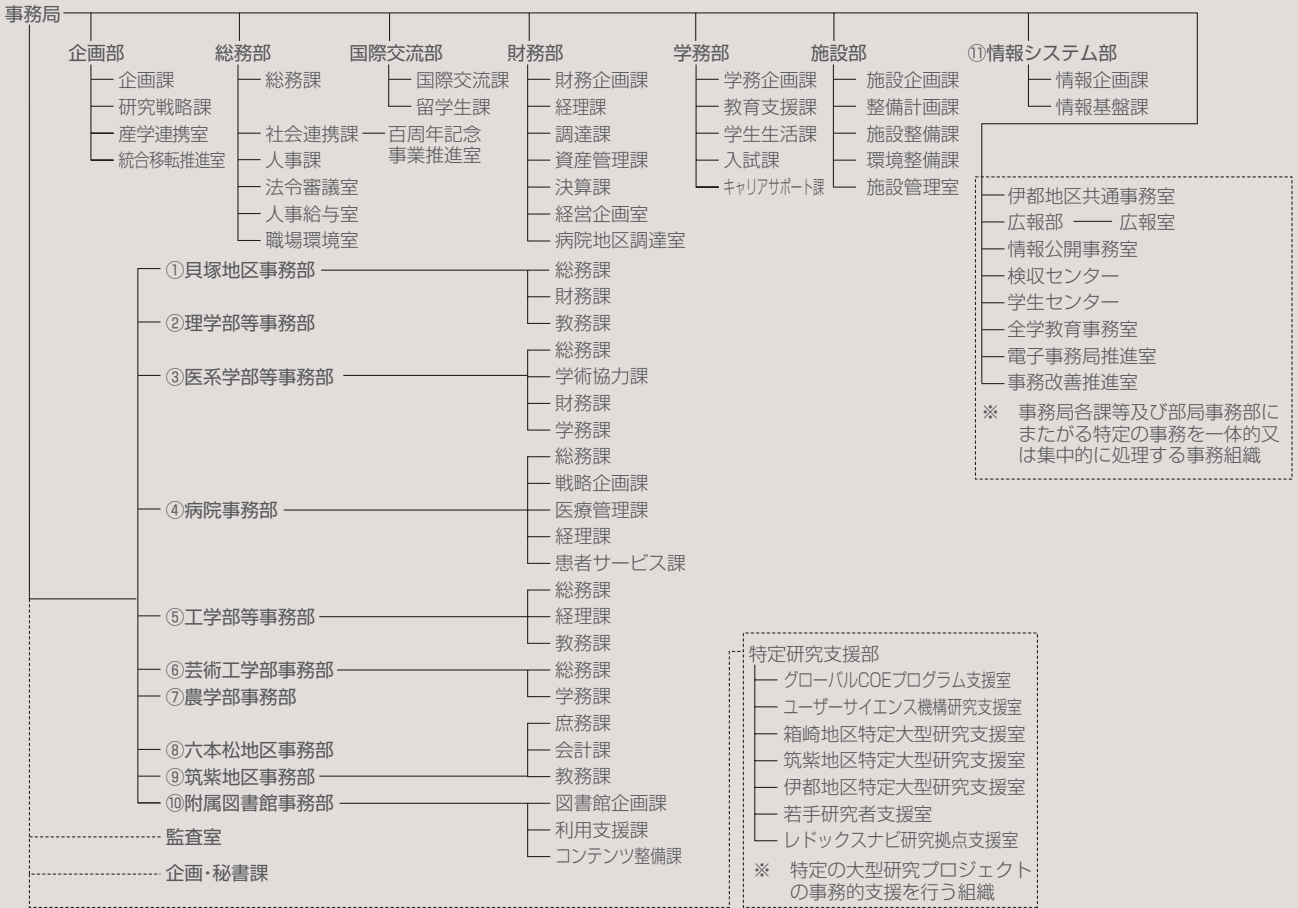 事務局
企画部
企画課
研究戦略課
産学連携室
統合移転推進室
総務部
総務課
社会連携課
百周年記念
事業推進室
人事課
法令審議室
人事給与室
職場環境室
国際交流部
国際交流課
留学生課
財務部
財務企画課
経理課
調達課
資産管理課
決算課
経営企画室
病院地区調達室
学務部
学務企画課
教育支援課
学生生活課
入試課
キャリアサポート課
施設部
施設企画課
整備計画課
施設整備課
環境整備課
施設管理室
⑪情報システム部
情報企画課
情報基盤課
伊都地区共通事務室
広報部 広報室
情報公開事務室
検収センター
学生センター
全学教育事務室
電子事務局推進室
事務改善推進室
※ 事務局各課等及び部局事務部に
またがる特定の事務を一体的又
は集中的に処理する事務組織
①貝塚地区事務部
総務課
財務課
教務課
②理学部等事務部
③医系学部等事務部
総務課
学術協力課
財務課
学務課
④病院事務部
総務課
戦略企画課
医療管理課
経理課
患者サービス課
⑤工学部等事務部
総務課
経理課
教務課
⑥芸術工学部事務部
総務課
学務課
⑦農学部事務部
⑧六本松地区事務部
⑨筑紫地区事務部
庶務課
会計課
教務課
⑩附属図書館事務部
図書館企画課
利用支援課
コンテンツ整備課
監査室
企画・秘書課
特定研究支援部
グローバルCOEプログラム支援室
ユーザーサイエンス機構研究支援室
箱崎地区特定大型研究支援室
筑紫地区特定大型研究支援室
伊都地区特定大型研究支援室
若手研究者支援室
レドックスナビ研究拠点支援室
※ 特定の大型研究プロジェクト
の事務的支援を行う組織